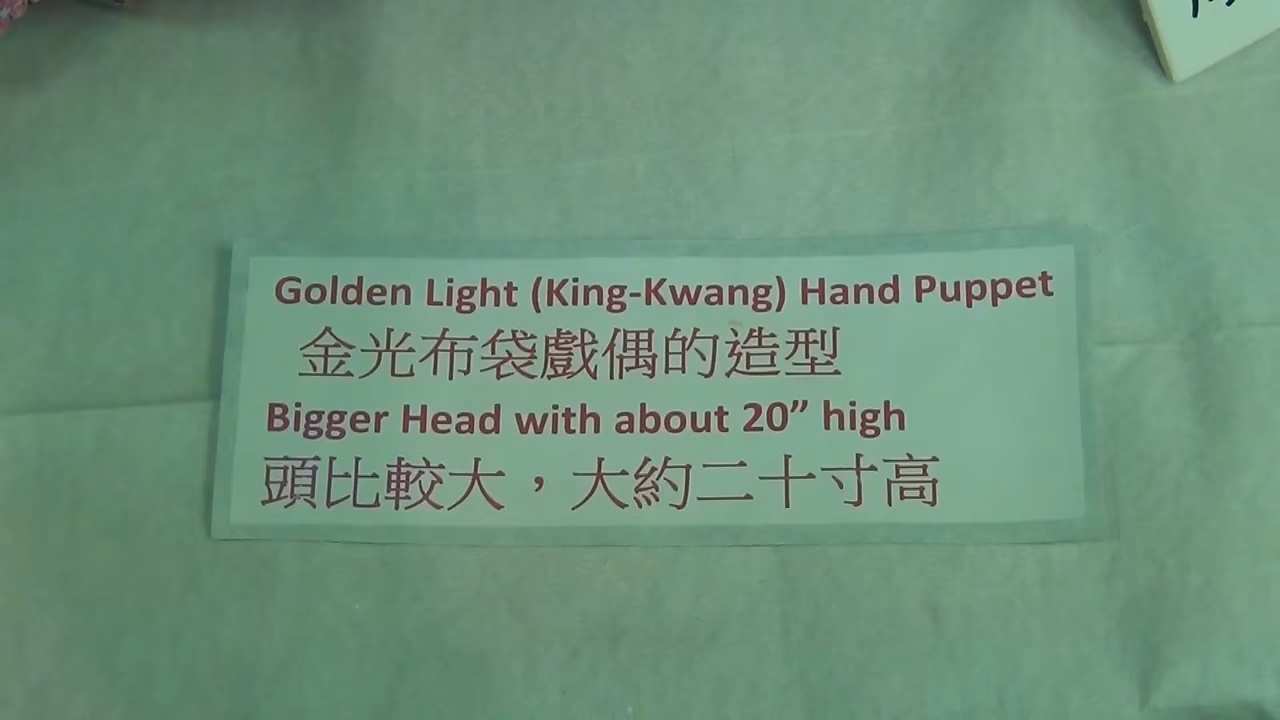 Golden Light (King-Kwang) Hand Puppet
金光布袋戲偶的造型
Bigger Head with about 20” high
頭比較大，大約二十寸高